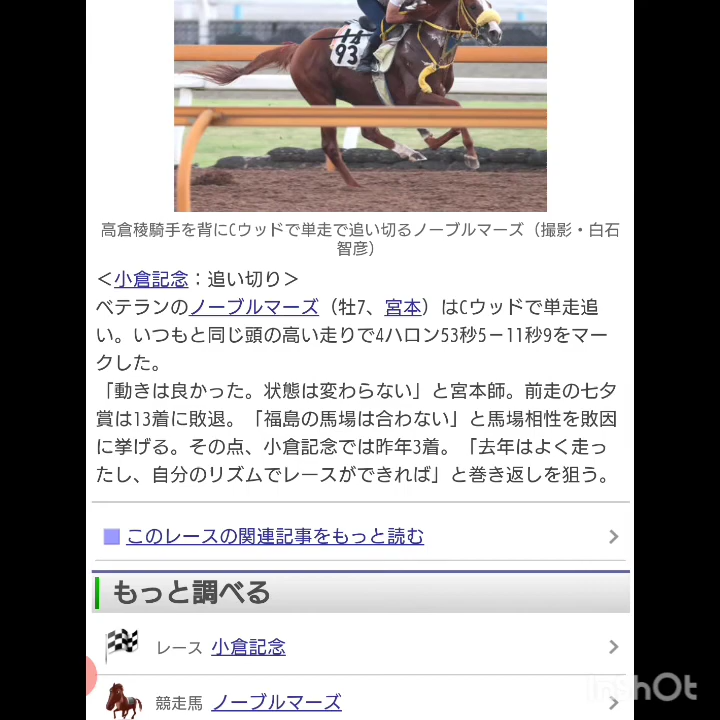 93
高倉稜騎手を背にCウッドで単走で追い切るノーブルマーズ（撮影・白石
智彦）
＜小倉記念：追い切り＞
ベテランのノーブルマーズ（牡7、宮本）はCウッドで単走追
い。いつもと同じ頭の高い走りで4ハロン53秒5－11秒9をマー
クした。
「動きは良かった。状態は変わらない」と宮本師。前走の七夕
賞は13着に敗退。「福島の馬場は合わない」と馬場相性を敗因
に挙げる。その点、小倉記念では昨年3着。「去年はよく走っ
たし、自分のリズムでレースができれば」と巻き返しを狙う。
このレースの関連記事をもっと読む
もっと調べる
レース 小倉記念
競走馬 ノーブルマーズ
InShOt